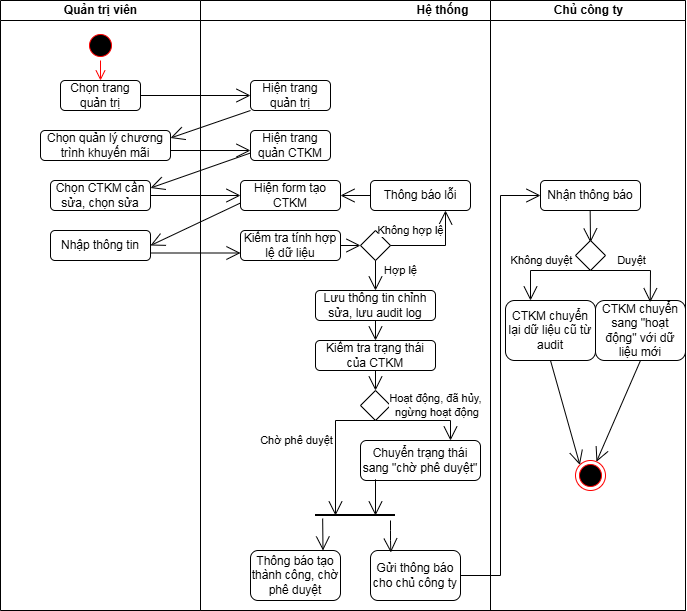 Quản trị viên
Hệ thống
Chủ công ty
Chọn trang
quản trị
Hiện trang
quản trị
Chọn quản lý chương
trình khuyến mãi
Hiện trang
quản CTKM
Chọn CTKM cần
sửa, chọn sửa
Hiện form tạo
CTKM
Thông báo lỗi
Nhận thông báo
Nhập thông tin
Kiểm tra tính hợp
lệ dữ liệu
Không hợp lệ
Hợp lệ
Không duyệt
Duyệt
Lưu thông tin chỉnh
sửa, lưu audit log
CTKM chuyển
lại dữ liệu cũ từ
audit
CTKM chuyển
sang "hoạt
động" với dữ
liệu mới
Kiểm tra trạng thái
của CTKM
Hoạt động, đã hủy,
ngừng hoạt động
Chờ phê duyệt
Chuyển trạng thái
sang "chờ phê duyệt"
Thông báo tạo
thành công, chờ
phê duyệt
Gửi thông báo
cho chủ công ty